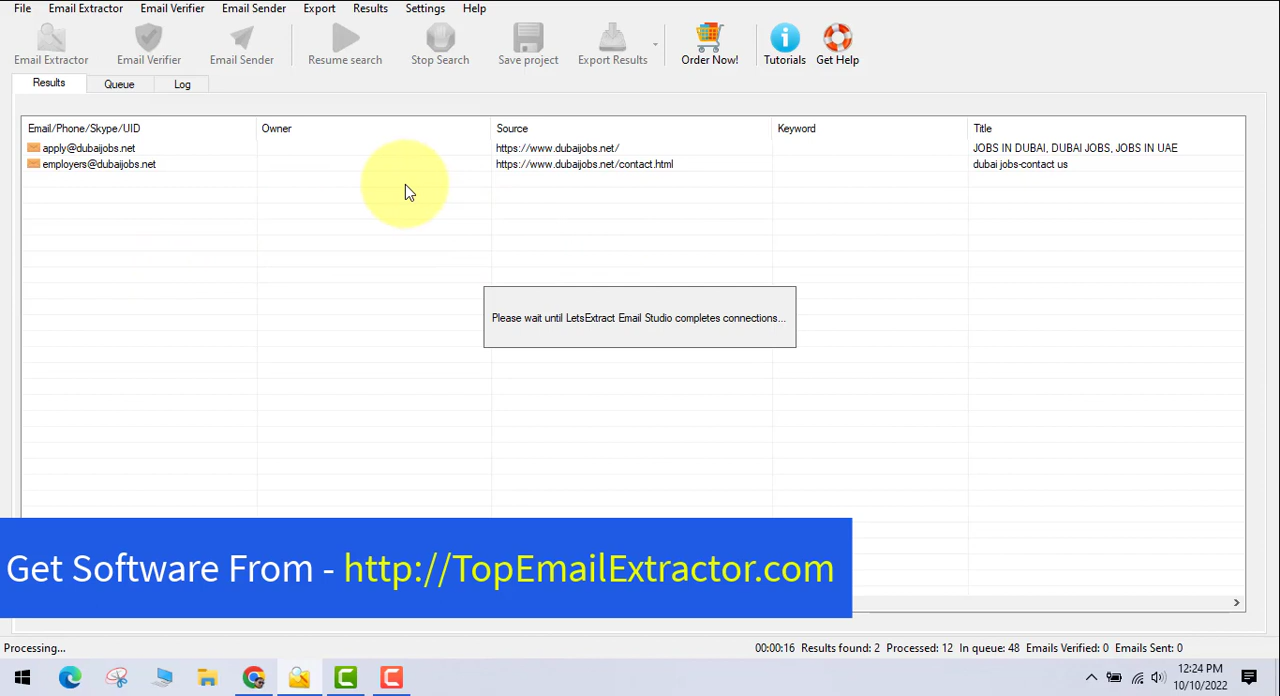 File Email Extractor Email Verifier Email Sender Export Results Settings Help
Email Extractor Email Verifier Email Sender Resume search Stop Search Save project Export Results Order Now! Tutorials Get Help
Results Queue Log
Email/Phone/Skype/UID Owner Source Keyword Title
apply@dubaijobs.net https://www.dubaijobs.net/ JOBS IN DUBAI, DUBAI JOBS, JOBS IN UAE
employers@dubaijobs.net https://www.dubaijobs.net/contact.html dubai jobs-contact us
Please wait until LetsExtract Email Studio completes connections...
Get Software From - http://TopEmailExtractor.com
Processing... 00:00:16 Results found: 2 Processed: 12 In queue: 48 Emails Verified: 0 Emails Sent: 0
12:24 PM
10/10/2022